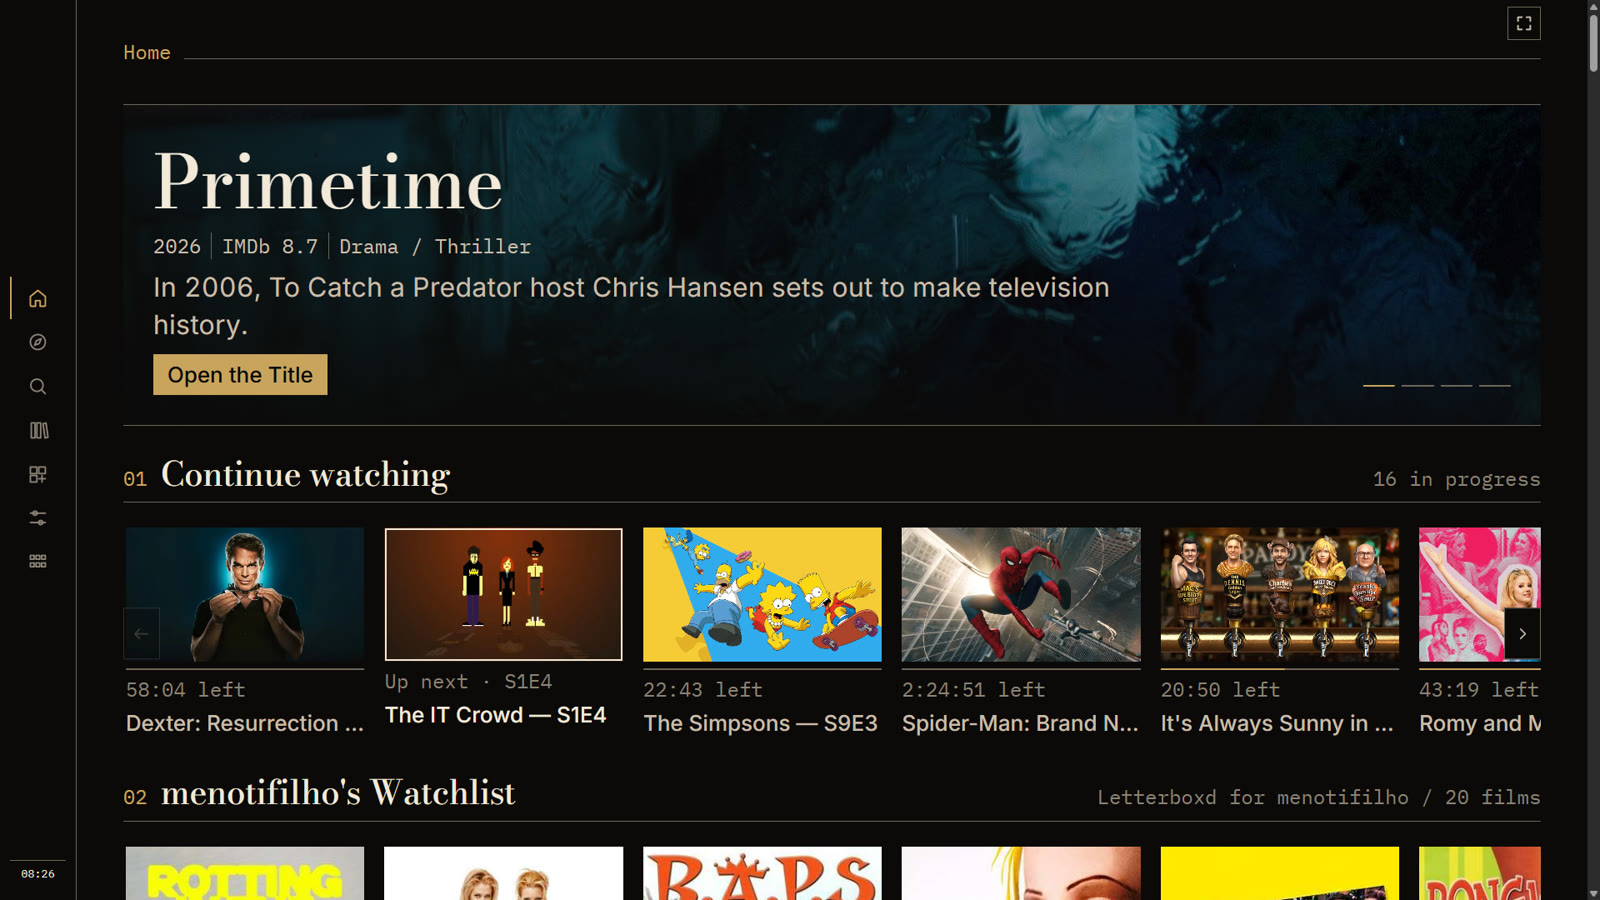 Home
Primetime
2026 | IMDb 8.7 | Drama / Thriller
In 2006, To Catch a Predator host Chris Hansen sets out to make television
history.
Open the Title
01 Continue watching
16 in progress
58:04 left
Dexter: Resurrection ...
Up next · S1E4
The IT Crowd — S1E4
22:43 left
The Simpsons — S9E3
2:24:51 left
Spider-Man: Brand N...
20:50 left
It's Always Sunny in ...
43:19 left
Romy and M
02 menotifilho's Watchlist
Letterboxd for menotifilho / 20 films
ROTTING
B.A.P.S
08:26